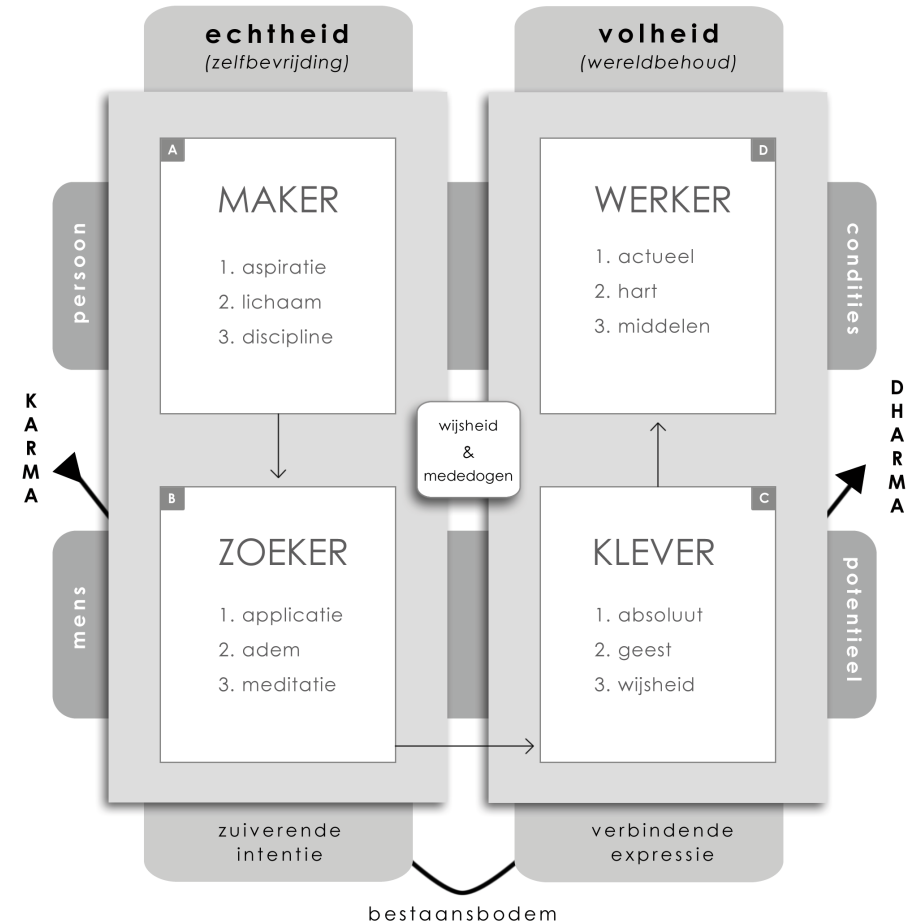 echtheid
(zelfbevrijding)
volheid
(wereldbehoud)
A
MAKER
1. aspiratie
2. lichaam
3. discipline
D
WERKER
1. actueel
2. hart
3. middelen
persoon
condities
KARMA
wijsheid
&
mededogen
DHARMA
B
ZOEKER
1. applicatie
2. adem
3. meditatie
C
KLEVER
1. absoluut
2. geest
3. wijsheid
mens
potentieel
zuiverende
intentie
verbindende
expressie
bestaansbodem